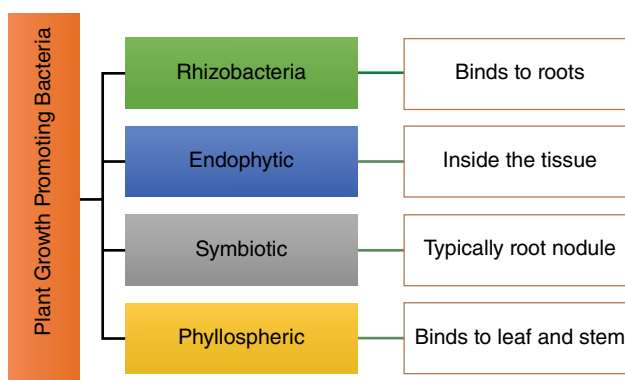 Plant Growth Promoting Bacteria
Rhizobacteria
Binds to roots
Endophytic
Inside the tissue
Symbiotic
Typically root nodule
Phyllospheric
Binds to leaf and stem